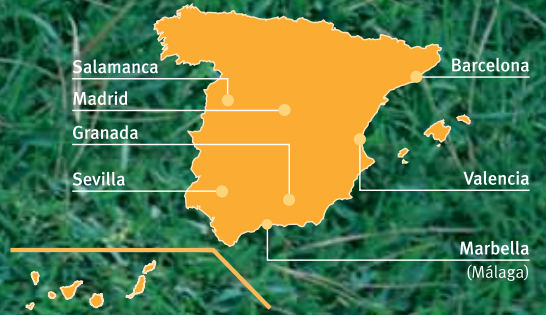 Salamanca
Madrid
Granada
Sevilla
Barcelona
Valencia
Marbella
(Málaga)